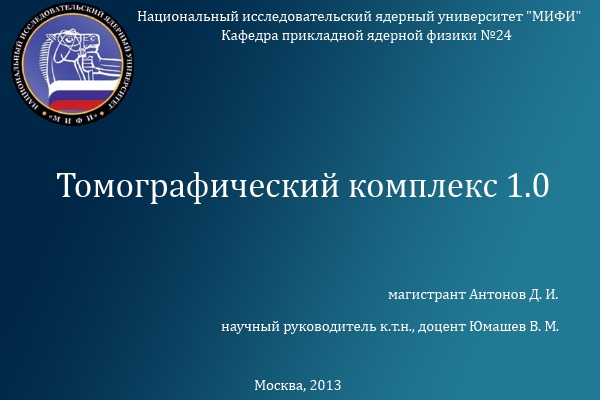 Национальный исследовательский ядерный университет "МИФИ"
Кафедра прикладной ядерной физики №24
НАЦИОНАЛЬНЫЙ ИССЛЕДОВАТЕЛЬСКИЙ ЯДЕРНЫЙ УНИВЕРСИТЕТ
«МИФИ»
Томографический комплекс 1.0
магистрант Антонов Д. И.
научный руководитель к.т.н., доцент Юмашев В. М.
Москва, 2013